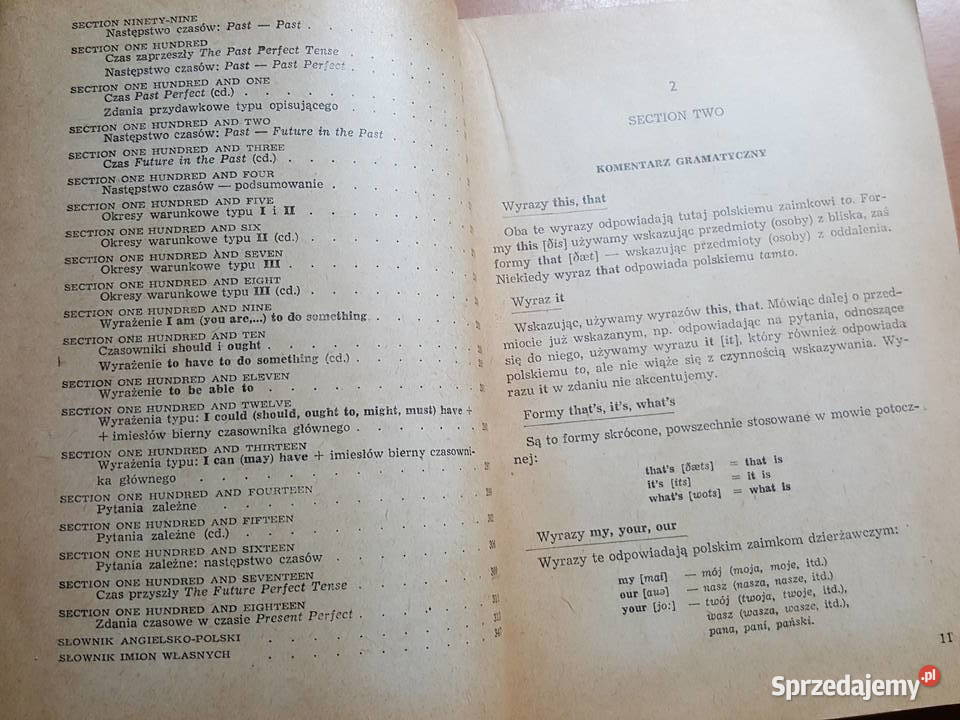 SECTION NINETY-NINE
Następstwo czasów: Past — Past . . . . .
SECTION ONE HUNDRED
Czas zaprzeszły The Past Perfect Tense . . .
Następstwo czasów: Past — Past Perfect . . .
SECTION ONE HUNDRED AND ONE
Czas Past Perfect (cd.) . . . . . .
Zdania przydawkowe typu opisującego . . . .
SECTION ONE HUNDRED AND TWO
Następstwo czasów: Past — Future in the Past . .
SECTION ONE HUNDRED AND THREE
Czas Future in the Past (cd.) . . . . .
SECTION ONE HUNDRED AND FOUR
Następstwo czasów — podsumowanie . . . . .
SECTION ONE HUNDRED AND FIVE
Okresy warunkowe typu I i II . . . . .
SECTION ONE HUNDRED AND SIX
Okresy warunkowe typu II (cd.) . . . . .
SECTION ONE HUNDRED AND SEVEN
Okresy warunkowe typu III . . . . . .
SECTION ONE HUNDRED AND EIGHT
Okresy warunkowe typu III (cd.) . . . . .
SECTION ONE HUNDRED AND NINE
Wyrażenie I am (you are,...) to do something . . .
SECTION ONE HUNDRED AND TEN
Czasowniki should i ought . . . . . .
Wyrażenie to have to do something (cd.) . . . .
SECTION ONE HUNDRED AND ELEVEN
Wyrażenie to be able to . . . . . .
SECTION ONE HUNDRED AND TWELVE
Wyrażenia typu: I could (should, ought to, might, must) have +
+ imiesłów bierny czasownika głównego . . . .
SECTION ONE HUNDRED AND THIRTEEN
Wyrażenia typu: I can (may) have + imiesłów bierny czasowni-
ka głównego . . . . . . .
SECTION ONE HUNDRED AND FOURTEEN
Pytania zależne . . . . . . .
SECTION ONE HUNDRED AND FIFTEEN
Pytania zależne (cd.) . . . . . .
SECTION ONE HUNDRED AND SIXTEEN
Pytania zależne: następstwo czasów . . . .
SECTION ONE HUNDRED AND SEVENTEEN
Czas przyszły The Future Perfect Tense . . . .
SECTION ONE HUNDRED AND EIGHTEEN
Zdania czasowe w czasie Present Perfect . . . .
SŁOWNIK ANGIELSKO-POLSKI . . . . . .
SŁOWNIK IMION WŁASNYCH . . . . . .
2
SECTION TWO
KOMENTARZ GRAMATYCZNY
Wyrazy this, that
Oba te wyrazy odpowiadają tutaj polskiemu zaimkowi to. For-
my this [ðis] używamy wskazując przedmioty (osoby) z bliska, zaś
formy that [ðæt] — wskazując przedmioty (osoby) z oddalenia.
Niekiedy wyraz that odpowiada polskiemu tamto.
Wyraz it
Wskazując, używamy wyrazów this, that. Mówiąc dalej o przed-
miocie już wskazanym, np. odpowiadając na pytania, odnoszące
się do niego, używamy wyrazu it [it], który również odpowiada
polskiemu to, ale nie wiąże się z czynnością wskazywania. Wy-
razu it w zdaniu nie akcentujemy.
Formy that's, it's, what's
Są to formy skrócone, powszechnie stosowane w mowie potocz-
nej:
that's [ðæts] = that is
it's [its] = it is
what's [wots] = what is
Wyrazy my, your, our
Wyrazy te odpowiadają polskim zaimkom dzierżawczym:
my [mai] — mój (moja, moje, itd.)
our [auə] — nasz (nasza, nasze, itd.)
your [jo:] — twój (twoja, twoje, itd.),
wasz (wasza, wasze, itd.),
pana, pani, pański.
11
Sprzedajemy.pl